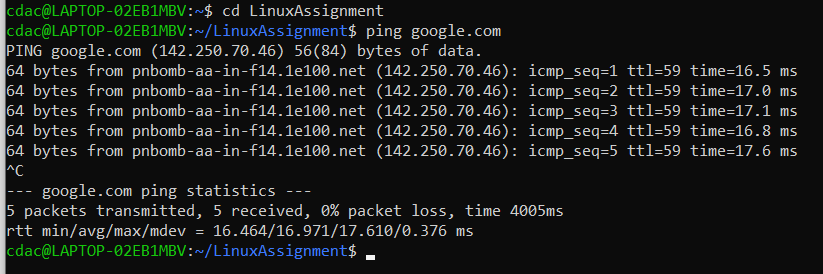 cdac@LAPTOP-02EB1MBV:~$ cd LinuxAssignment
cdac@LAPTOP-02EB1MBV:~/LinuxAssignment$ ping google.com
PING google.com (142.250.70.46) 56(84) bytes of data.
64 bytes from pnbomb-aa-in-f14.1e100.net (142.250.70.46): icmp_seq=1 ttl=59 time=16.5 ms
64 bytes from pnbomb-aa-in-f14.1e100.net (142.250.70.46): icmp_seq=2 ttl=59 time=17.0 ms
64 bytes from pnbomb-aa-in-f14.1e100.net (142.250.70.46): icmp_seq=3 ttl=59 time=17.1 ms
64 bytes from pnbomb-aa-in-f14.1e100.net (142.250.70.46): icmp_seq=4 ttl=59 time=16.8 ms
64 bytes from pnbomb-aa-in-f14.1e100.net (142.250.70.46): icmp_seq=5 ttl=59 time=17.6 ms
^C
--- google.com ping statistics ---
5 packets transmitted, 5 received, 0% packet loss, time 4005ms
rtt min/avg/max/mdev = 16.464/16.971/17.610/0.376 ms
cdac@LAPTOP-02EB1MBV:~/LinuxAssignment$